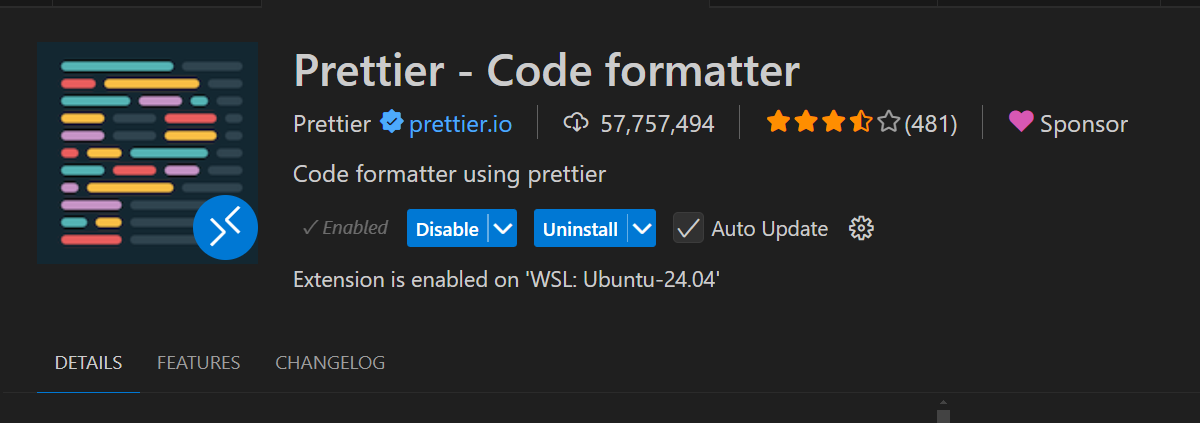 Prettier - Code formatter
Prettier prettier.io 57,757,494 (481) Sponsor
Code formatter using prettier
✓ Enabled Disable Uninstall Auto Update
Extension is enabled on 'WSL: Ubuntu-24.04'
DETAILS FEATURES CHANGELOG